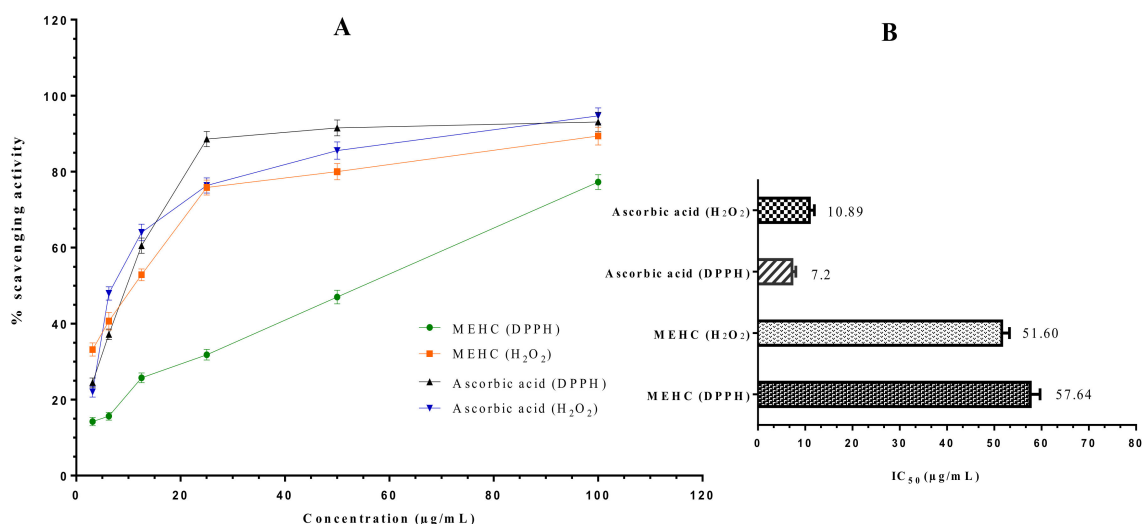 A
% scavenging activity
120
100
80
60
40
20
0
0 20 40 60 80 100 120
Concentration (µg/mL)
MEHC (DPPH)
MEHC (H₂O₂)
Ascorbic acid (DPPH)
Ascorbic acid (H₂O₂)
B
Ascorbic acid (H₂O₂) 10.89
Ascorbic acid (DPPH) 7.2
MEHC (H₂O₂) 51.60
MEHC (DPPH) 57.64
0 10 20 30 40 50 60 70 80
IC₅₀ (µg/mL)